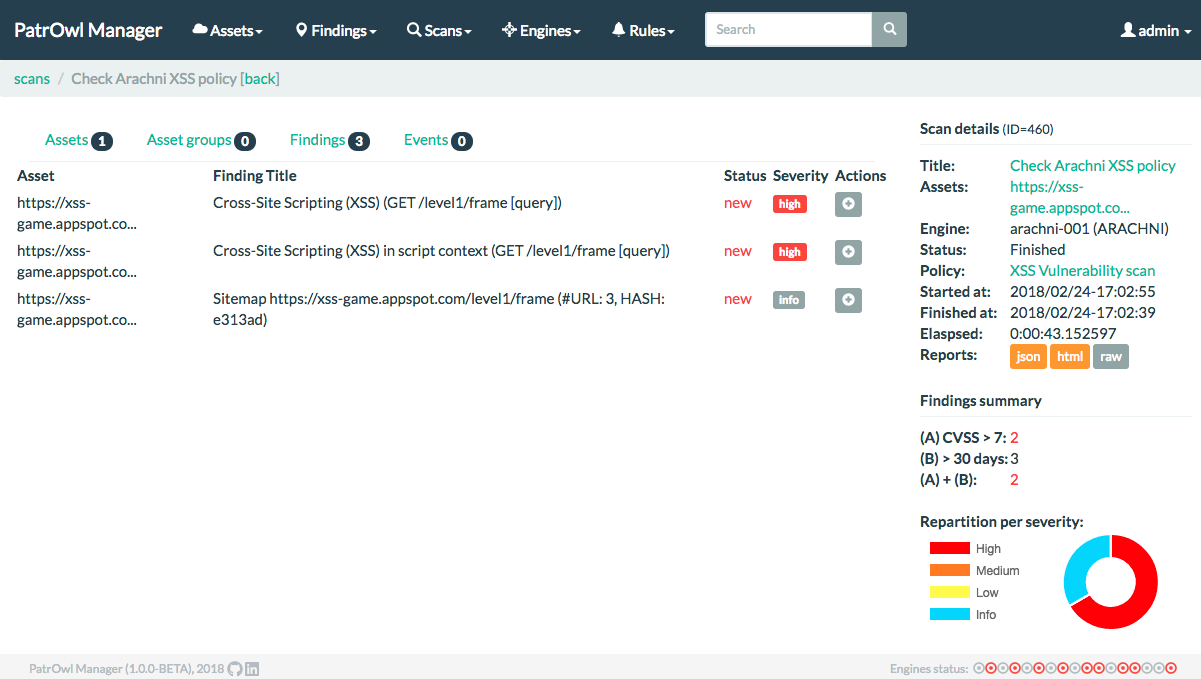 PatrOwl Manager Assets Findings Scans Engines Rules Search admin
scans / Check Arachni XSS policy [back]
Assets 1 Asset groups 0 Findings 3 Events 0
Asset Finding Title Status Severity Actions
https://xss-
game.appspot.co...
Cross-Site Scripting (XSS) (GET /level1/frame [query]) new high
https://xss-
game.appspot.co...
Cross-Site Scripting (XSS) in script context (GET /level1/frame [query]) new high
https://xss-
game.appspot.co...
Sitemap https://xss-game.appspot.com/level1/frame (#URL: 3, HASH:
e313ad)
new info
Scan details (ID=460)
Title: Check Arachni XSS policy
Assets: https://xss-
game.appspot.co...
Engine: arachni-001 (ARACHNI)
Status: Finished
Policy: XSS Vulnerability scan
Started at: 2018/02/24-17:02:55
Finished at: 2018/02/24-17:02:39
Elaspsed: 0:00:43.152597
Reports: json html raw
Findings summary
(A) CVSS > 7: 2
(B) > 30 days: 3
(A) + (B): 2
Repartition per severity:
High
Medium
Low
Info
PatrOwl Manager (1.0.0-BETA), 2018
Engines status: